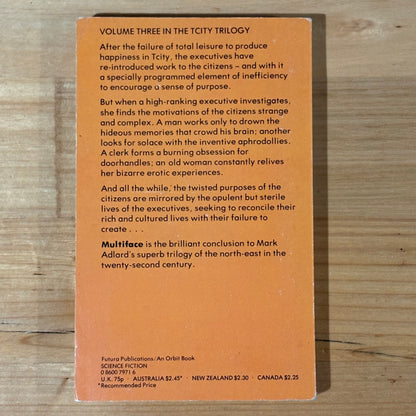 VOLUME THREE IN THE TCITY TRILOGY
After the failure of total leisure to produce
happiness in Tcity, the executives have
re-introduced work to the citizens – and with it
a specially programmed element of inefficiency
to encourage a sense of purpose.
But when a high-ranking executive investigates,
she finds the motivations of the citizens strange
and complex. A man works only to drown the
hideous memories that crowd his brain; another
looks for solace with the inventive aphrodollies.
A clerk forms a burning obsession for
doorhandles; an old woman constantly relives
her bizarre erotic experiences.
And all the while, the twisted purposes of the
citizens are mirrored by the opulent but sterile
lives of the executives, seeking to reconcile their
rich and cultured lives with their failure to
create . . .
Multiface is the brilliant conclusion to Mark
Adlard's superb trilogy of the north-east in the
twenty-second century.
Futura Publications/An Orbit Book
SCIENCE FICTION
0 8600 7971 6
U.K. 75p · AUSTRALIA $2.45* · NEW ZEALAND $2.30 · CANADA $2.25
*Recommended Price